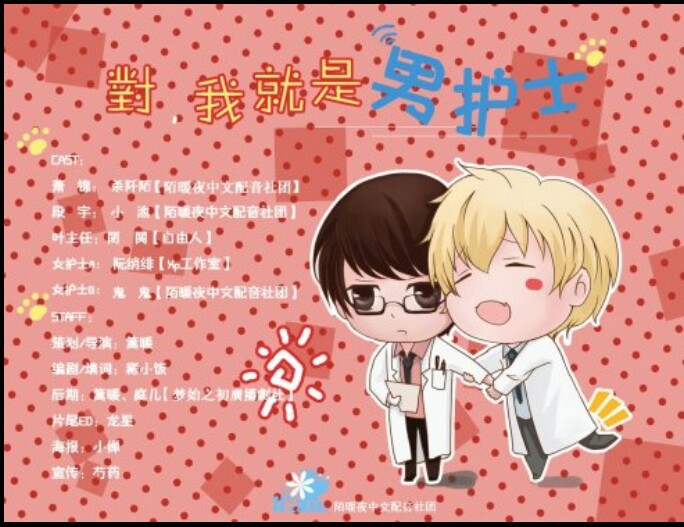 對，我就是男护士
CAST：
萧 锦： 杀阡陌【陌暖夜中文配音社团】
段 宇： 小 池【陌暖夜中文配音社团】
叶主任：阴 阕【自由人】
女护士A： 阮绡绯【Xp工作室】
女护士B： 鬼 鬼【陌暖夜中文配音社团】
STAFF：
策划/导演：篱暖
编剧/填词：蒋小饭
后期：篱暖、庭儿【梦始之初广播剧社】
片尾ED：龙星
海报：小婵
宣传：芍药
陌暖夜中文配音社团